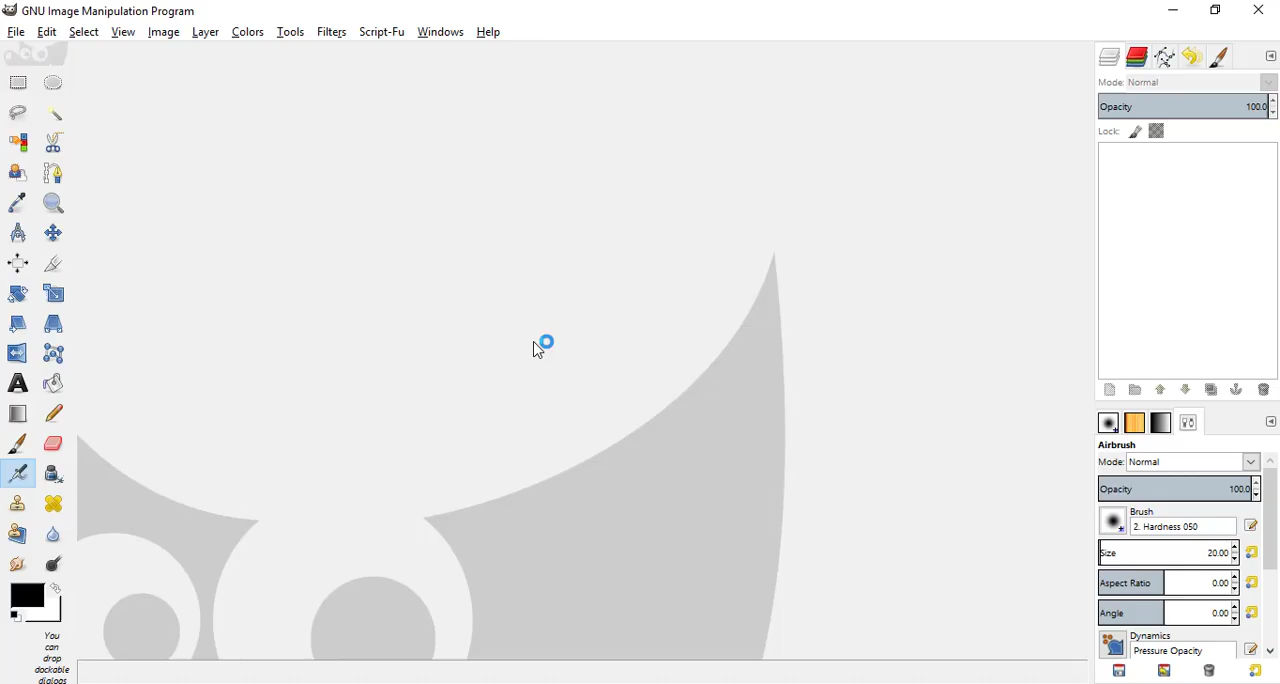 GNU Image Manipulation Program
File Edit Select View Image Layer Colors Tools Filters Script-Fu Windows Help
Mode: Normal
Opacity 100.0
Lock:
Airbrush
Mode: Normal
Opacity 100.0
Brush
2. Hardness 050
Size 20.00
Aspect Ratio 0.00
Angle 0.00
Dynamics
Pressure Opacity
You
can
drop
dockable
dialogs